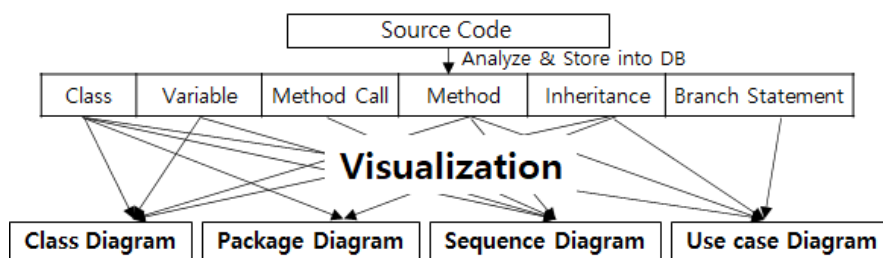 Source Code
Analyze & Store into DB
Class Variable Method Call Method Inheritance Branch Statement
Visualization
Class Diagram Package Diagram Sequence Diagram Use case Diagram